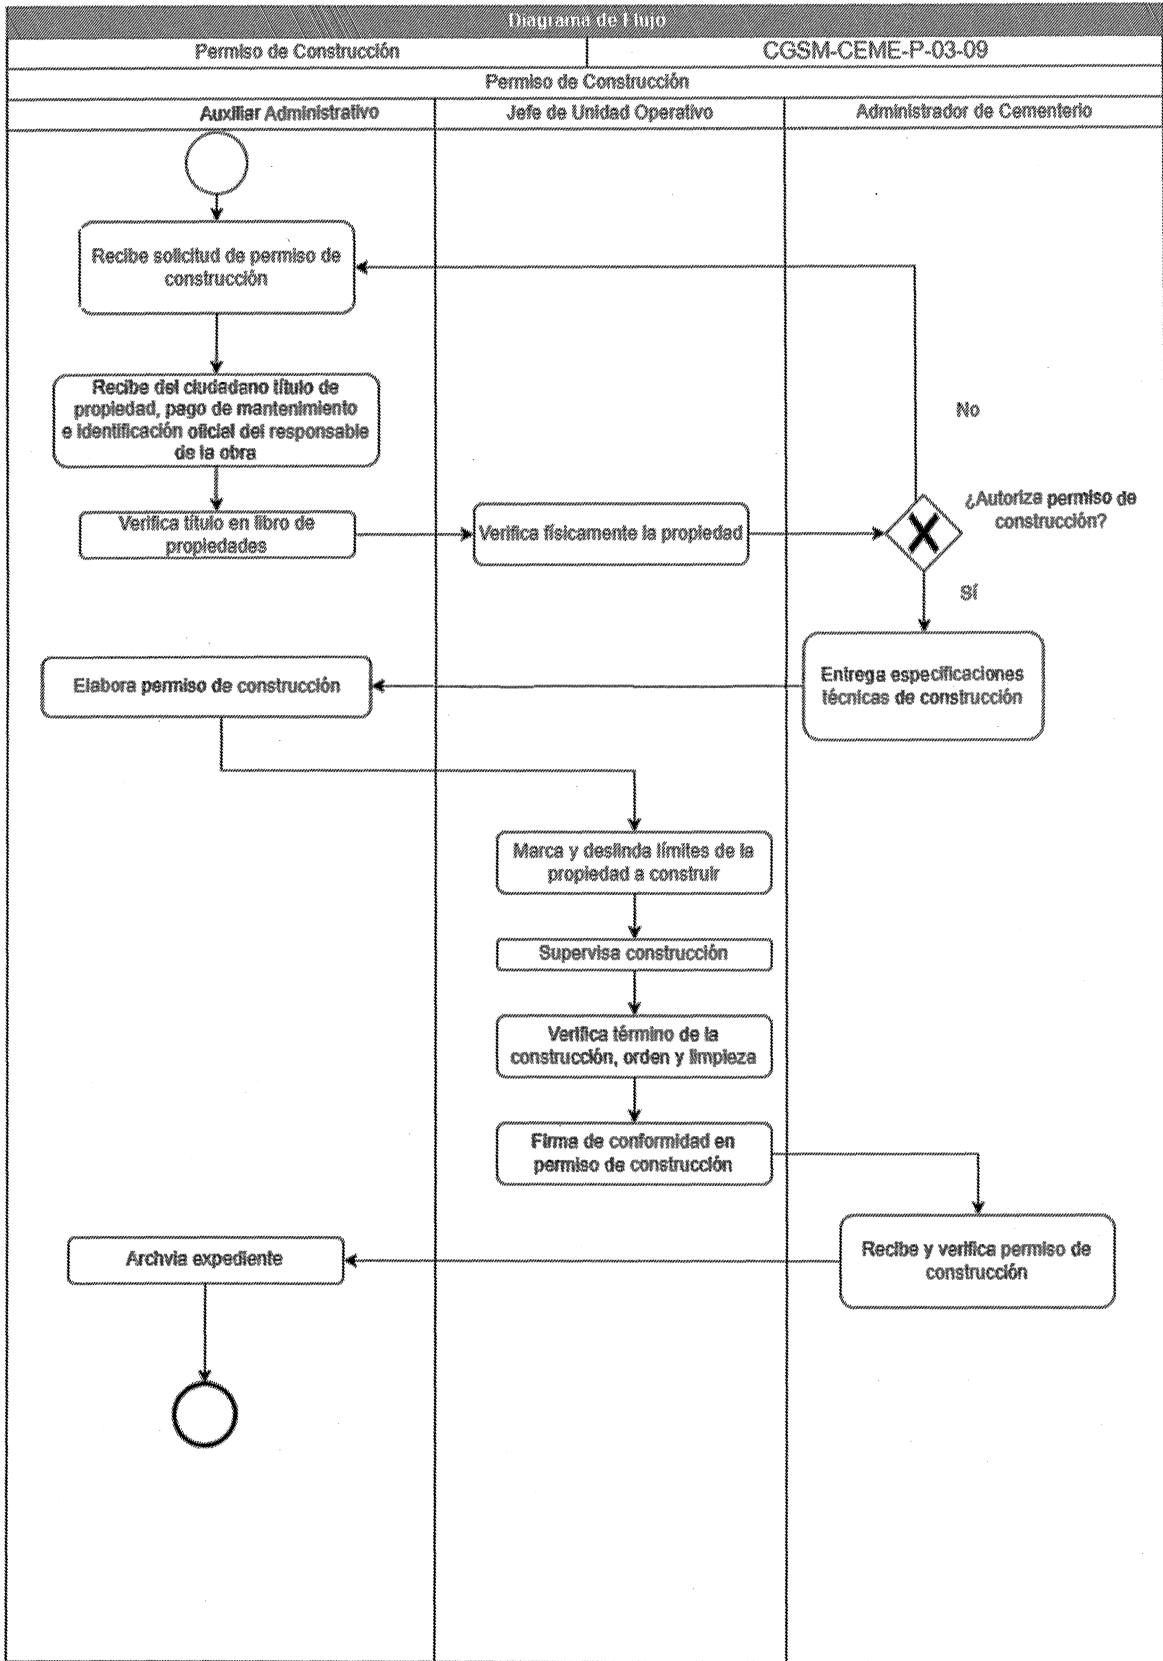 Diagrama de Flujo
Permiso de Construcción
CGSM-CEME-P-03-09
Permiso de Construcción
Auxiliar Administrativo
Jefe de Unidad Operativo
Administrador de Cementerio
Recibe solicitud de permiso de
construcción
Recibe del ciudadano título de
propiedad, pago de mantenimiento
e identificación oficial del responsable
de la obra
No
¿Autoriza permiso de
construcción?
Verifica título en libro de
propiedades
Verifica físicamente la propiedad
Sí
Entrega especificaciones
técnicas de construcción
Elabora permiso de construcción
Marca y deslinda límites de la
propiedad a construir
Supervisa construcción
Verifica término de la
construcción, orden y limpieza
Firma de conformidad en
permiso de construcción
Recibe y verifica permiso de
construcción
Archvia expediente